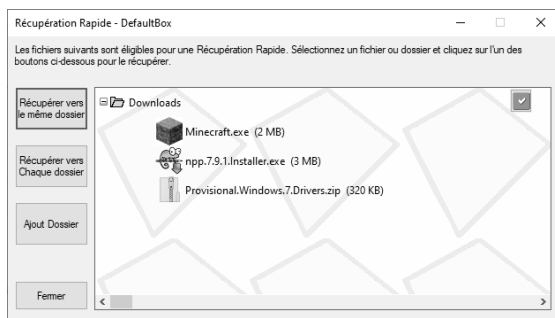 Récupération Rapide - DefaultBox
Les fichiers suivants sont éligibles pour une Récupération Rapide. Sélectionnez un fichier ou dossier et cliquez sur l'un des
boutons ci-dessous pour le récupérer.
Récupérer vers
le même dossier
Downloads
Minecraft.exe (2 MB)
npp.7.9.1.Installer.exe (3 MB)
Récupérer vers
Chaque dossier
Provisional.Windows.7.Drivers.zip (320 KB)
Ajout Dossier
Fermer